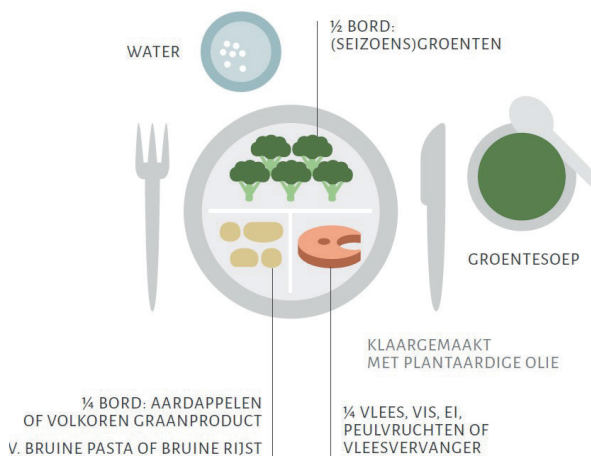 WATER
½ BORD:
(SEIZOENS)GROENTEN
GROENTESOEP
KLAARGEMAAKT
MET PLANTAARDIGE OLIE
¼ BORD: AARDAPPELEN
OF VOLKOREN GRAANPRODUCT
V. BRUINE PASTA OF BRUINE RIJST
¼ VLEES, VIS, EI,
PEULVRUCHTEN OF
VLEESVERVANGER